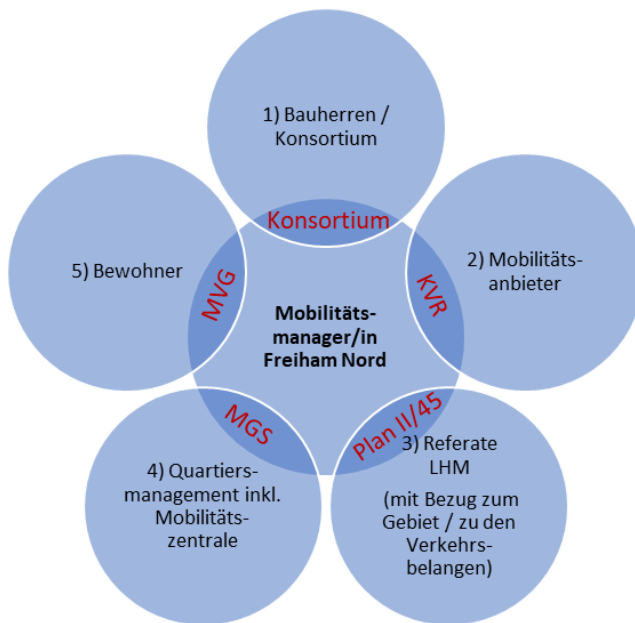 1) Bauherren /
Konsortium
Konsortium
2) Mobilitäts-
anbieter
KVR
5) Bewohner
MVG
Mobilitäts-
manager/in
Freiham Nord
Plan II/45
3) Referate
LHM
(mit Bezug zum
Gebiet / zu den
Verkehrs-
belangen)
MGS
4) Quartiers-
management inkl.
Mobilitäts-
zentrale